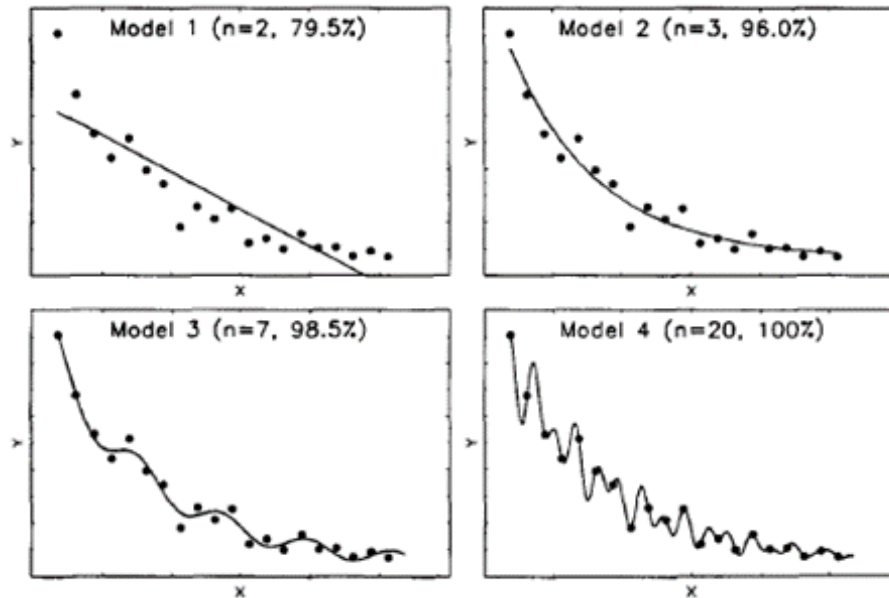 Model 1 (n=2, 79.5%)
Y
X
Model 2 (n=3, 96.0%)
Y
X
Model 3 (n=7, 98.5%)
Y
X
Model 4 (n=20, 100%)
Y
X